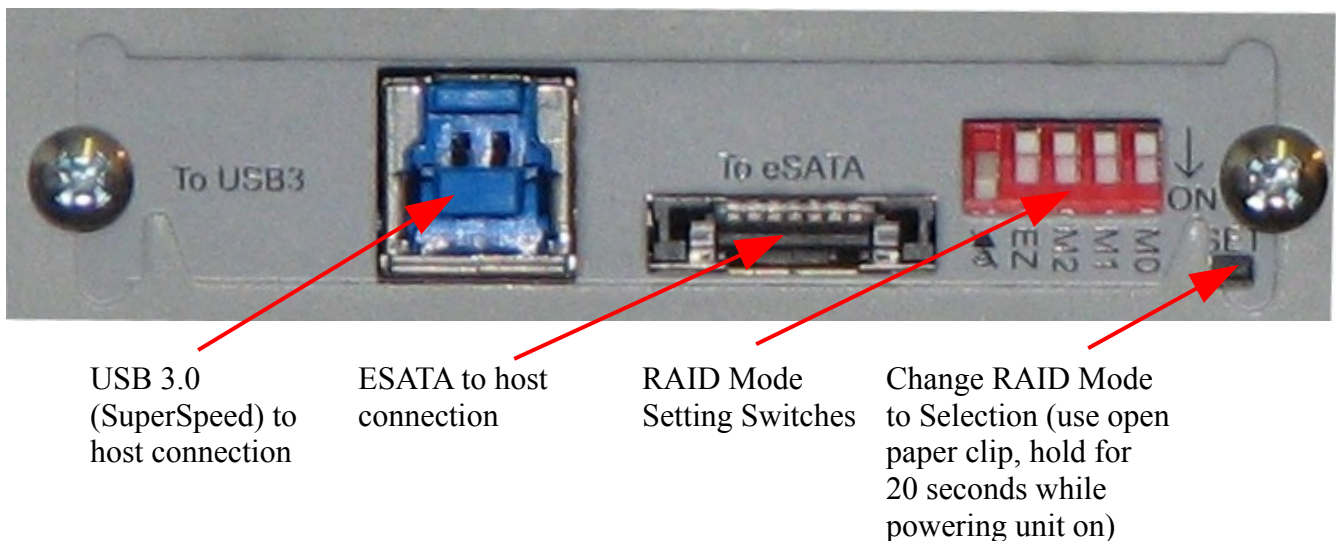 To USB3
To eSATA
ON
EZ
M2
M1
M0
SET
USB 3.0
(SuperSpeed) to
host connection
ESATA to host
connection
RAID Mode
Setting Switches
Change RAID Mode
to Selection (use open
paper clip, hold for
20 seconds while
powering unit on)